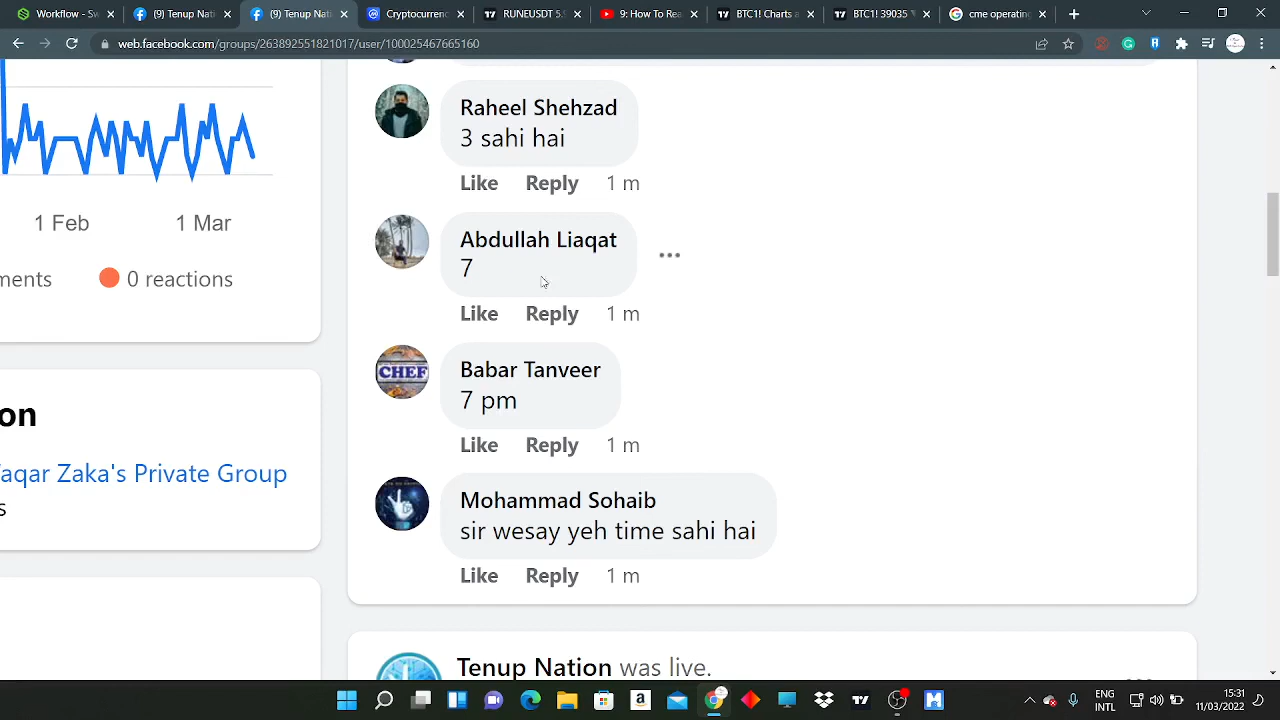 Workflow - Sw
(9) Tenup Nati
(9) Tenup Nati
Cryptocurrenc
RUNEUSDT 5.5
9: How To Rea
BTC1! Charts a
BTC1! 39035
cme operating
web.facebook.com/groups/263892551821017/user/100025467665160
Raheel Shehzad
3 sahi hai
Like Reply 1 m
1 Feb 1 Mar
Abdullah Liaqat
7
ments 0 reactions
Like Reply 1 m
Babar Tanveer
CHEF
7 pm
on
Like Reply 1 m
aqar Zaka's Private Group
s
Mohammad Sohaib
sir wesay yeh time sahi hai
Like Reply 1 m
Tenup Nation was live.
ENG
INTL
15:31
11/03/2022